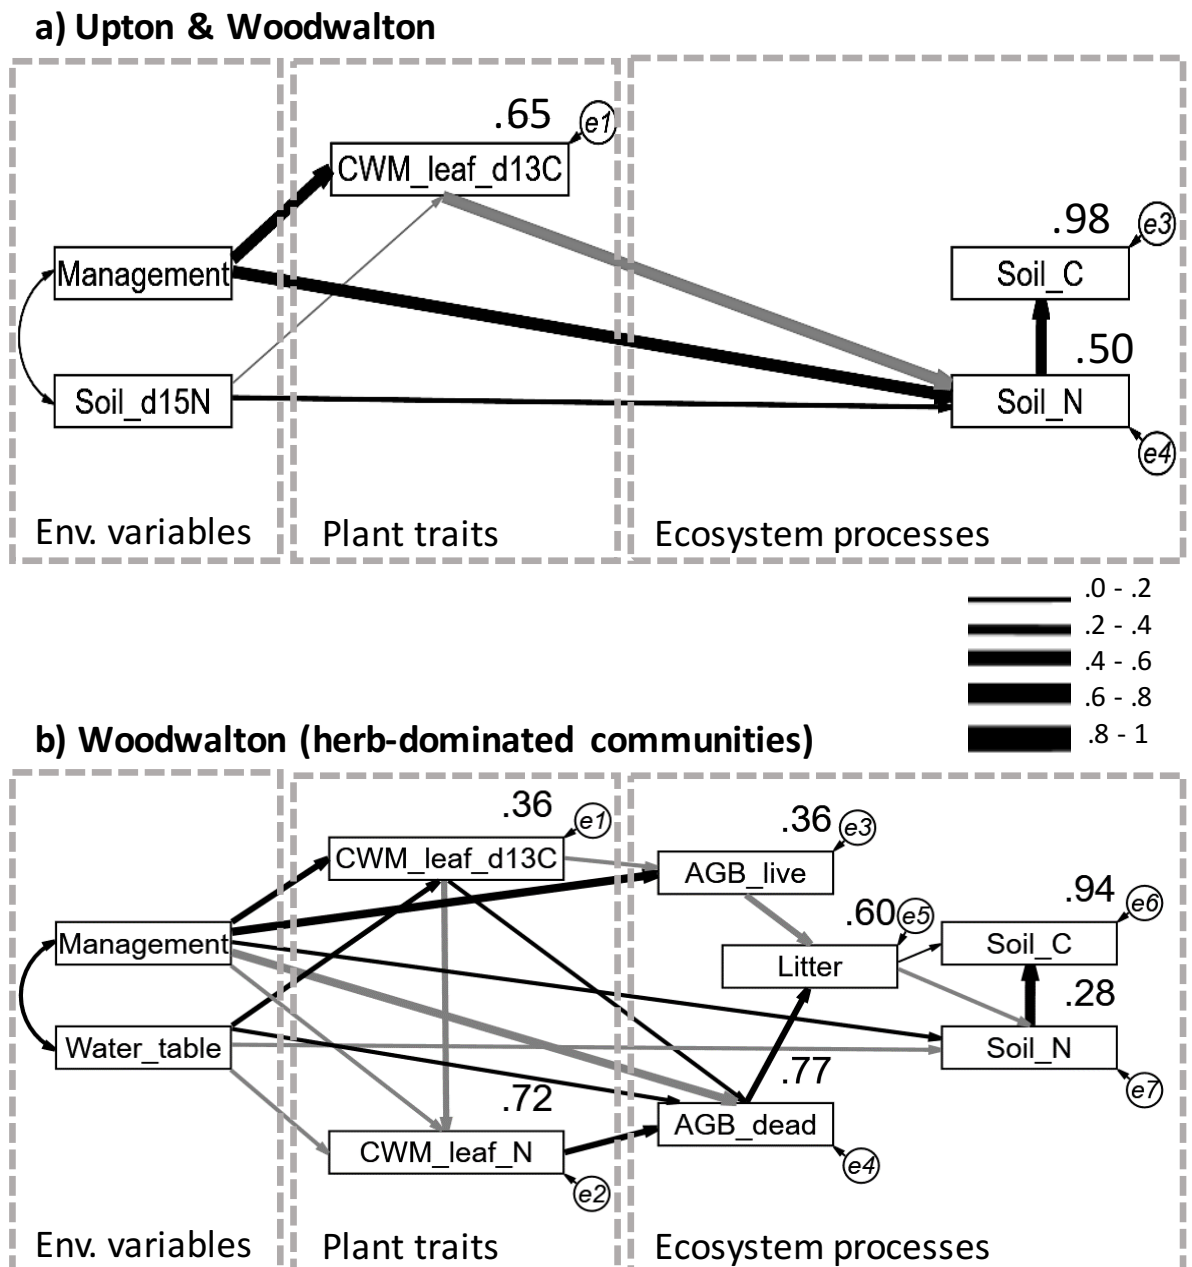 a) Upton & Woodwalton
.65
e1
CWM_leaf_d13C
.98
e3
Management
Soil_C
.50
Soil_d15N
Soil_N
e4
Env. variables
Plant traits
Ecosystem processes
.0 - .2
.2 - .4
.4 - .6
.6 - .8
.8 - 1
b) Woodwalton (herb-dominated communities)
.36
e1
.36
e3
CWM_leaf_d13C
AGB_live
.94
e6
.60
e5
Management
Soil_C
Litter
.28
Water_table
Soil_N
.77
e7
.72
AGB_dead
CWM_leaf_N
e4
e2
Env. variables
Plant traits
Ecosystem processes